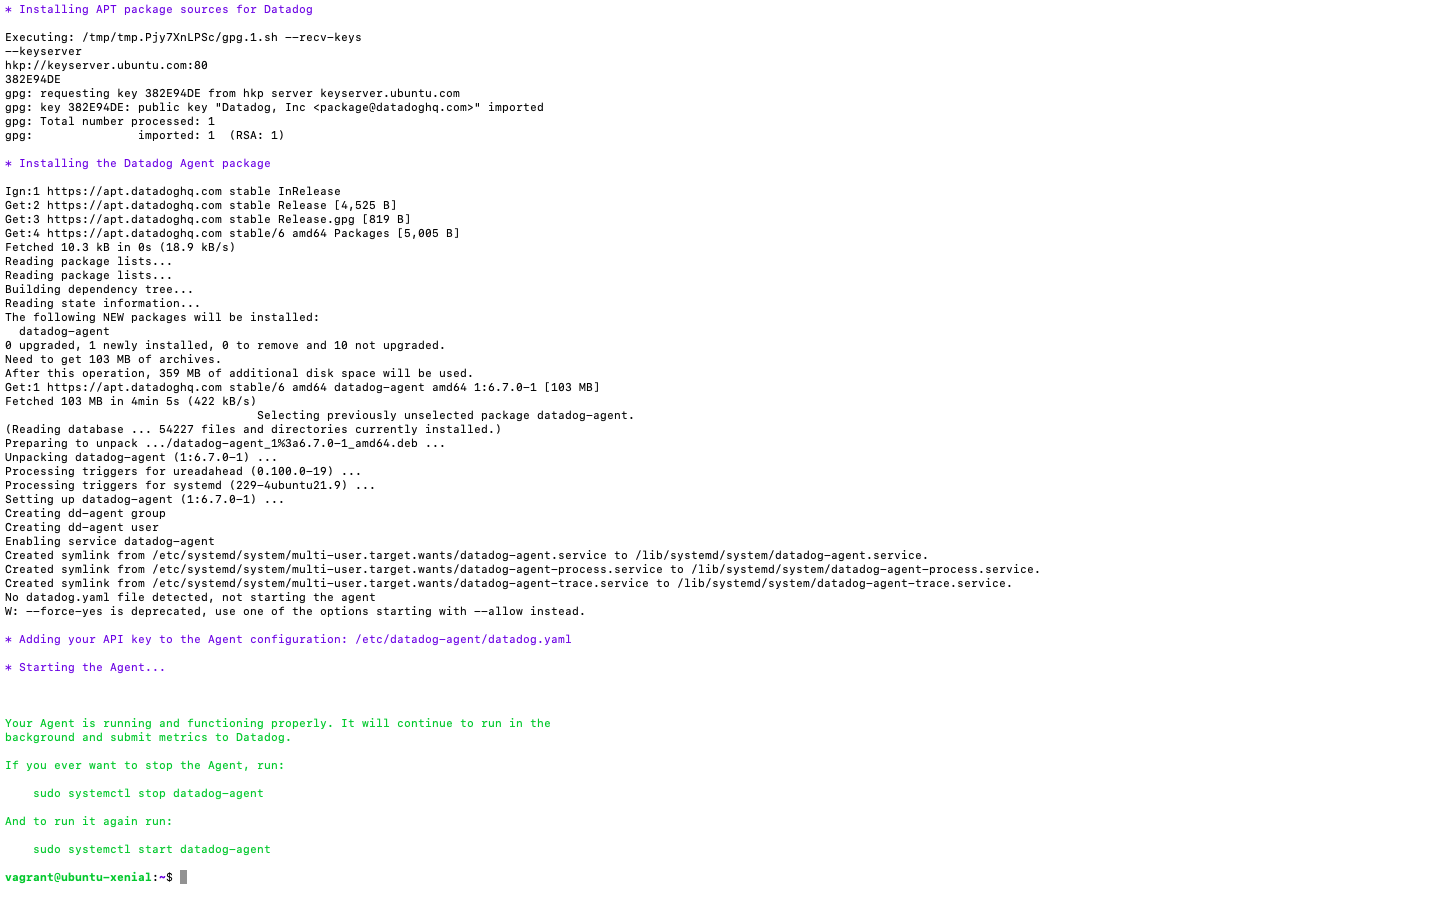 * Installing APT package sources for Datadog
Executing: /tmp/tmp.Pjy7XnLPSc/gpg.1.sh --recv-keys
--keyserver
hkp://keyserver.ubuntu.com:80
382E94DE
gpg: requesting key 382E94DE from hkp server keyserver.ubuntu.com
gpg: key 382E94DE: public key "Datadog, Inc <package@datadoghq.com>" imported
gpg: Total number processed: 1
gpg:               imported: 1  (RSA: 1)
* Installing the Datadog Agent package
Ign:1 https://apt.datadoghq.com stable InRelease
Get:2 https://apt.datadoghq.com stable Release [4,525 B]
Get:3 https://apt.datadoghq.com stable Release.gpg [819 B]
Get:4 https://apt.datadoghq.com stable/6 amd64 Packages [5,005 B]
Fetched 10.3 kB in 0s (18.9 kB/s)
Reading package lists...
Reading package lists...
Building dependency tree...
Reading state information...
The following NEW packages will be installed:
  datadog-agent
0 upgraded, 1 newly installed, 0 to remove and 10 not upgraded.
Need to get 103 MB of archives.
After this operation, 359 MB of additional disk space will be used.
Get:1 https://apt.datadoghq.com stable/6 amd64 datadog-agent amd64 1:6.7.0-1 [103 MB]
Fetched 103 MB in 4min 5s (422 kB/s)
Selecting previously unselected package datadog-agent.
(Reading database ... 54227 files and directories currently installed.)
Preparing to unpack .../datadog-agent_1%3a6.7.0-1_amd64.deb ...
Unpacking datadog-agent (1:6.7.0-1) ...
Processing triggers for ureadahead (0.100.0-19) ...
Processing triggers for systemd (229-4ubuntu21.9) ...
Setting up datadog-agent (1:6.7.0-1) ...
Creating dd-agent group
Creating dd-agent user
Enabling service datadog-agent
Created symlink from /etc/systemd/system/multi-user.target.wants/datadog-agent.service to /lib/systemd/system/datadog-agent.service.
Created symlink from /etc/systemd/system/multi-user.target.wants/datadog-agent-process.service to /lib/systemd/system/datadog-agent-process.service.
Created symlink from /etc/systemd/system/multi-user.target.wants/datadog-agent-trace.service to /lib/systemd/system/datadog-agent-trace.service.
No datadog.yaml file detected, not starting the agent
W: --force-yes is deprecated, use one of the options starting with --allow instead.
* Adding your API key to the Agent configuration: /etc/datadog-agent/datadog.yaml
* Starting the Agent...
Your Agent is running and functioning properly. It will continue to run in the
background and submit metrics to Datadog.
If you ever want to stop the Agent, run:
    sudo systemctl stop datadog-agent
And to run it again run:
    sudo systemctl start datadog-agent
vagrant@ubuntu-xenial:~$